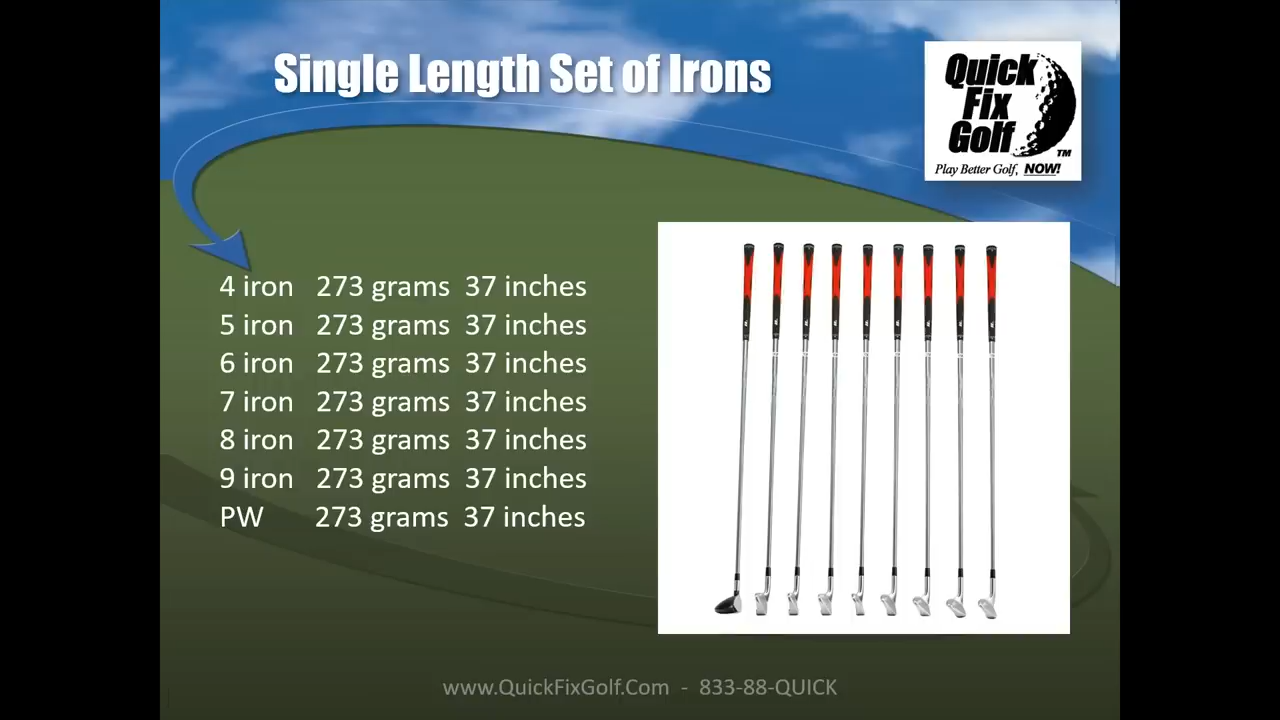 Single Length Set of Irons
Quick
Fix
Golf
TM
Play Better Golf, NOW!
4 iron 273 grams 37 inches
5 iron 273 grams 37 inches
6 iron 273 grams 37 inches
7 iron 273 grams 37 inches
8 iron 273 grams 37 inches
9 iron 273 grams 37 inches
PW 273 grams 37 inches
www.QuickFixGolf.Com - 833-88-QUICK